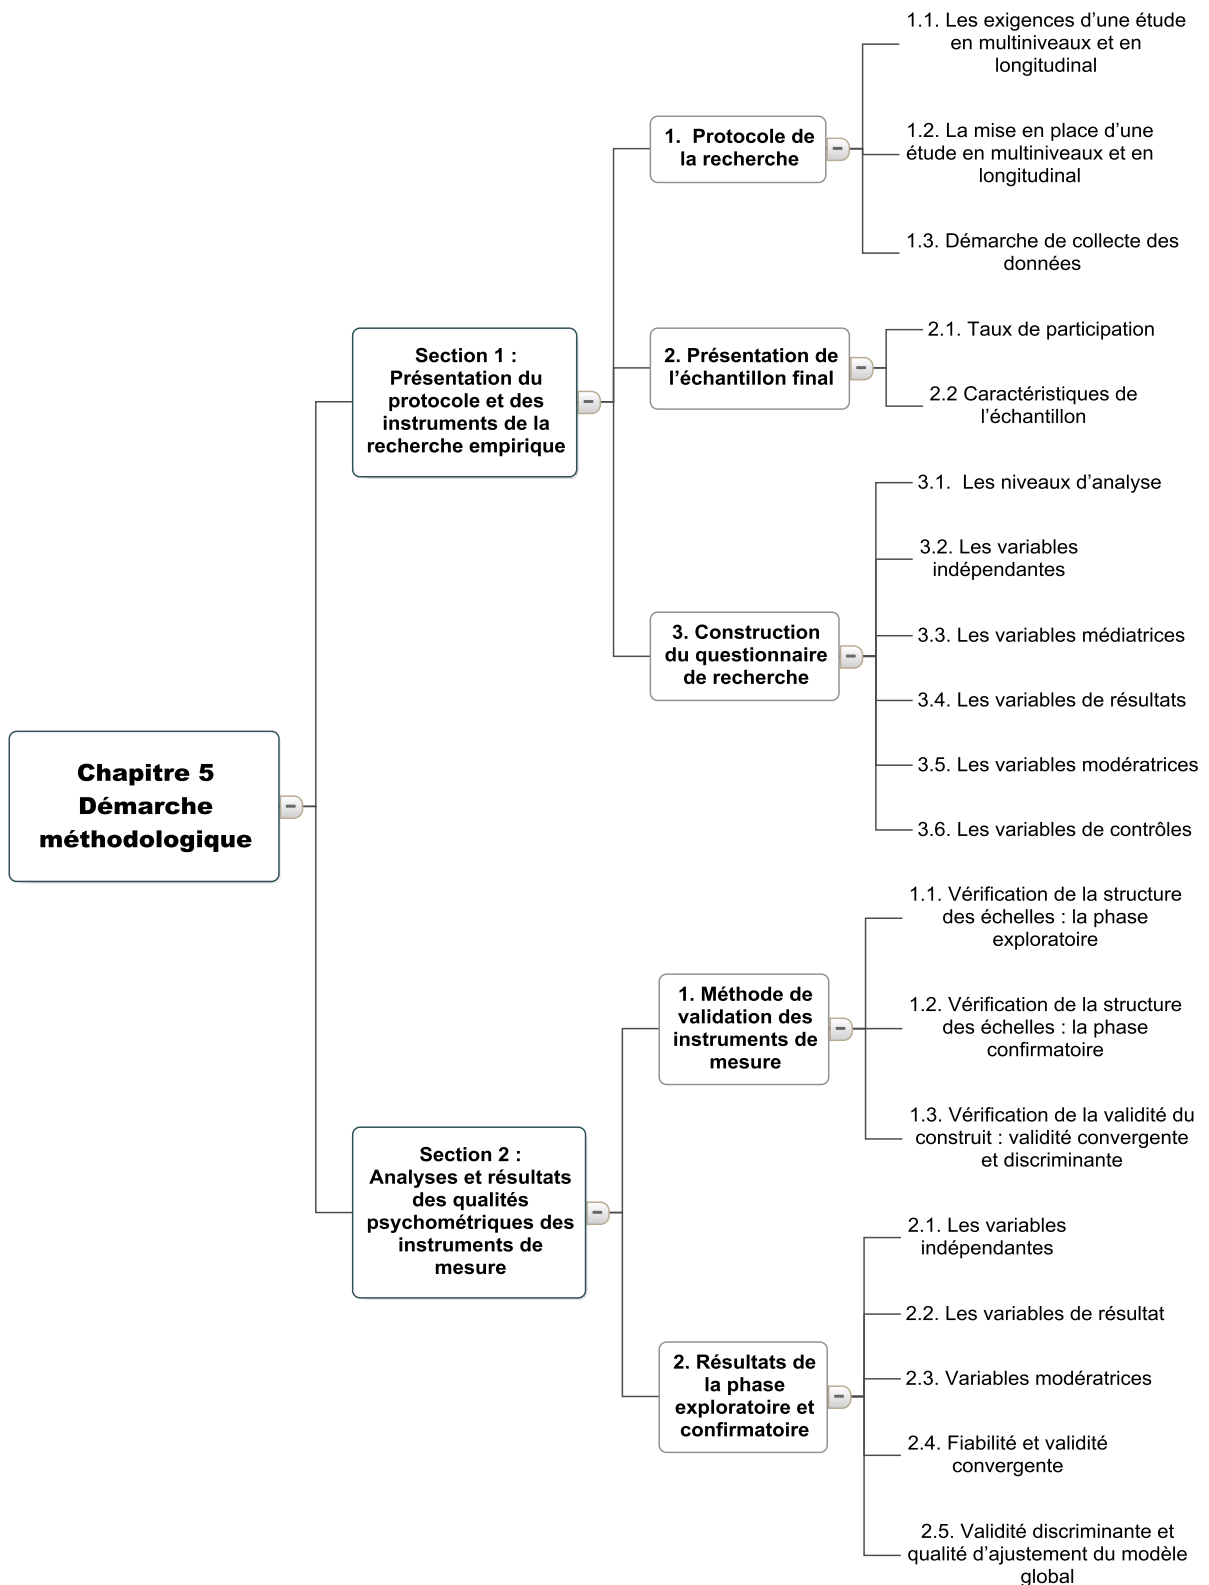 Chapitre 5
Démarche
méthodologique
Section 1 :
Présentation du
protocole et des
instruments de la
recherche empirique
1.  Protocole de
la recherche
1.1. Les exigences d’une étude
en multiniveaux et en
longitudinal
1.2. La mise en place d’une
étude en multiniveaux et en
longitudinal
1.3. Démarche de collecte des
données
2. Présentation de
l’échantillon final
2.1. Taux de participation
2.2 Caractéristiques de
l’échantillon
3. Construction
du questionnaire
de recherche
3.1.  Les niveaux d’analyse
3.2. Les variables
indépendantes
3.3. Les variables médiatrices
3.4. Les variables de résultats
3.5. Les variables modératrices
3.6. Les variables de contrôles
Section 2 :
Analyses et résultats
des qualités
psychométriques des
instruments de
mesure
1. Méthode de
validation des
instruments de
mesure
1.1. Vérification de la structure
des échelles : la phase
exploratoire
1.2. Vérification de la structure
des échelles : la phase
confirmatoire
1.3. Vérification de la validité du
construit : validité convergente
et discriminante
2. Résultats de
la phase
exploratoire et
confirmatoire
2.1. Les variables
indépendantes
2.2. Les variables de résultat
2.3. Variables modératrices
2.4. Fiabilité et validité
convergente
2.5. Validité discriminante et
qualité d’ajustement du modèle
global